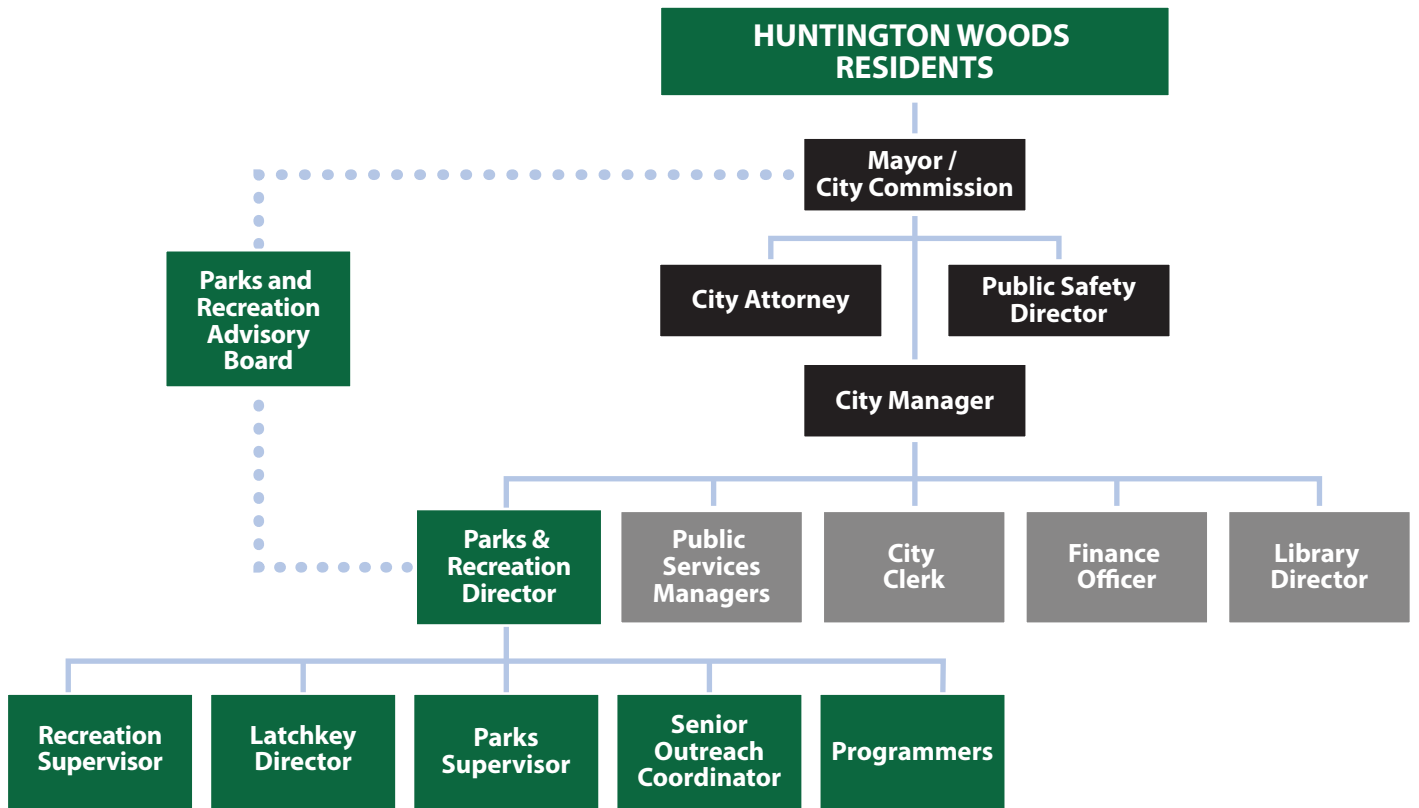 HUNTINGTON WOODS
RESIDENTS
Mayor /
City Commission
Parks and
Recreation
Advisory
Board
City Attorney
Public Safety
Director
City Manager
Parks &
Recreation
Director
Public
Services
Managers
City
Clerk
Finance
Officer
Library
Director
Recreation
Supervisor
Latchkey
Director
Parks
Supervisor
Senior
Outreach
Coordinator
Programmers